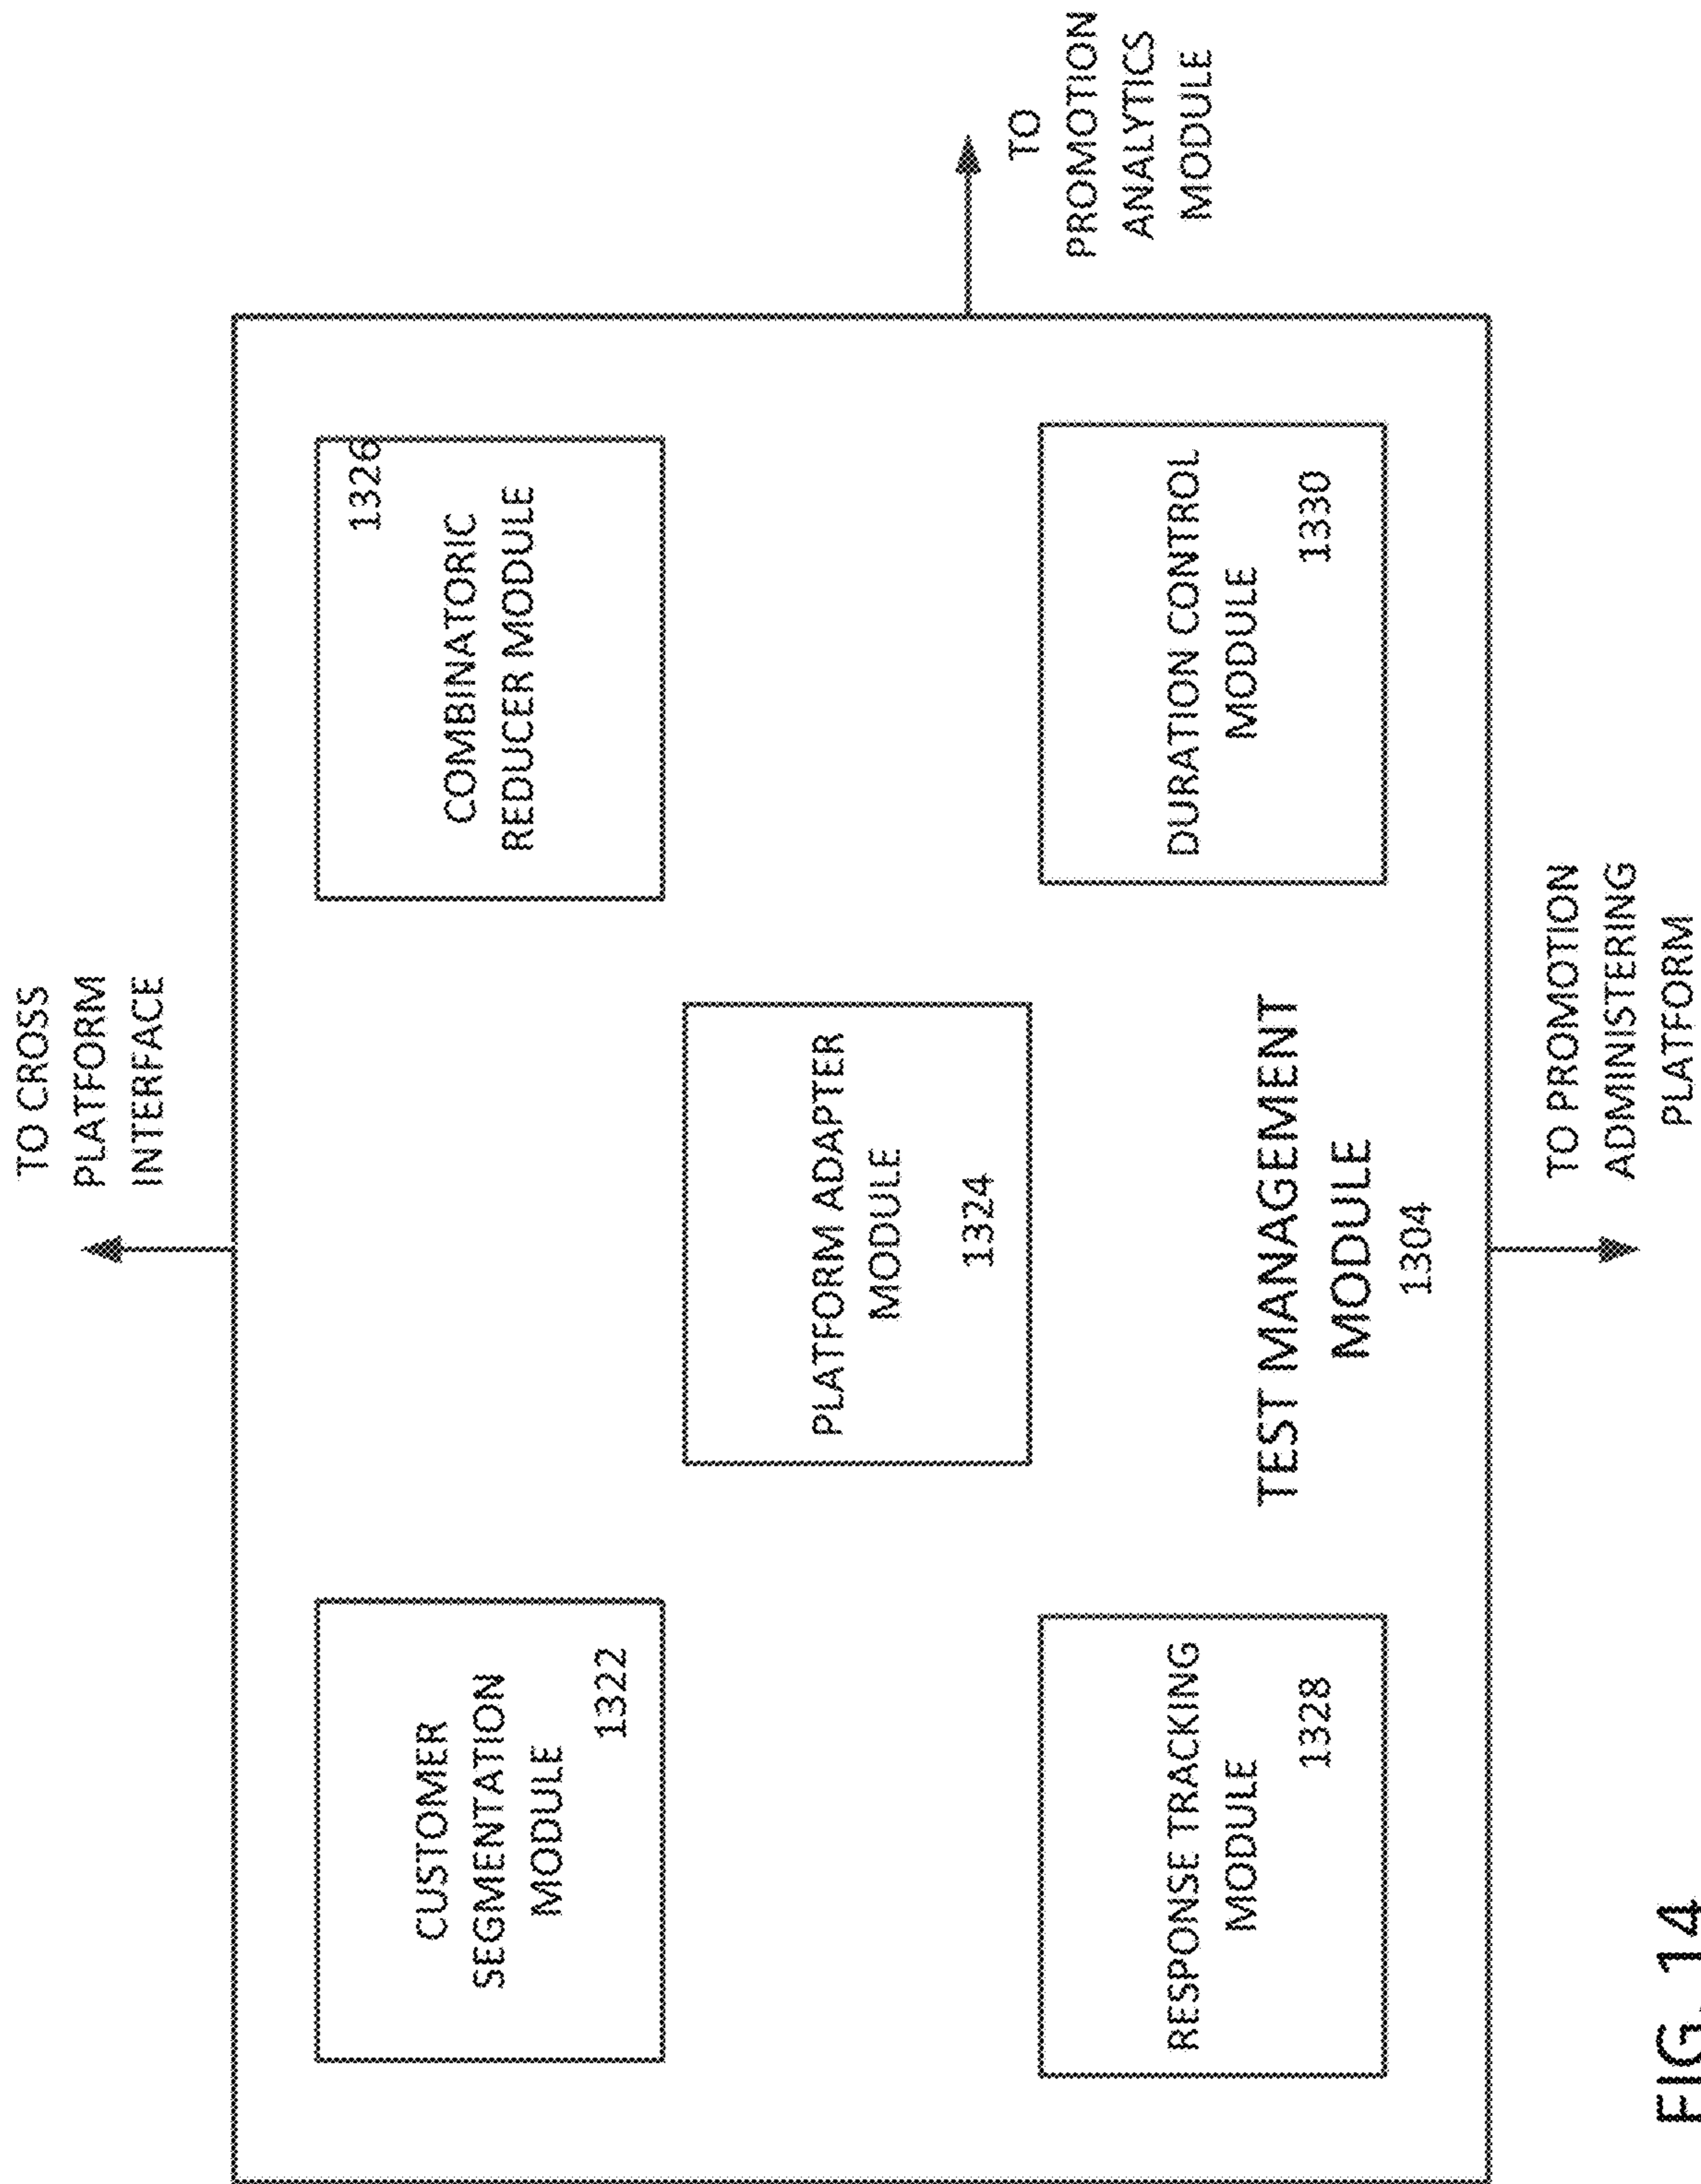 TO CROSS
PLATFORM
INTERFACE
CUSTOMER
SEGMENTATION
MODULE
1322
1326
COMBINATORIC
REDUCER MODULE
PLATFORM ADAPTER
MODULE
1324
TO
PROMOTION
ANALYTICS
MODULE
RESPONSE TRACKING
MODULE
1328
DURATION CONTROL
MODULE
1330
TEST MANAGEMENT
MODULE
1304
TO PROMOTION
ADMINISTERING
PLATFORM
FIG. 14